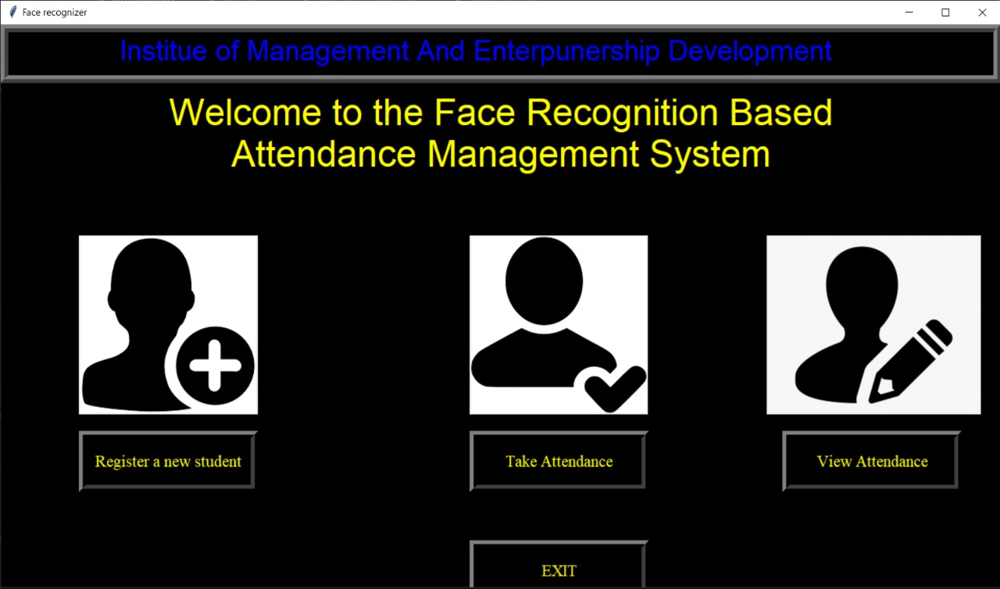 Face recognizer
Institue of Management And Enterpunership Development
Welcome to the Face Recognition Based
Attendance Management System
Register a new student
Take Attendance
View Attendance
EXIT